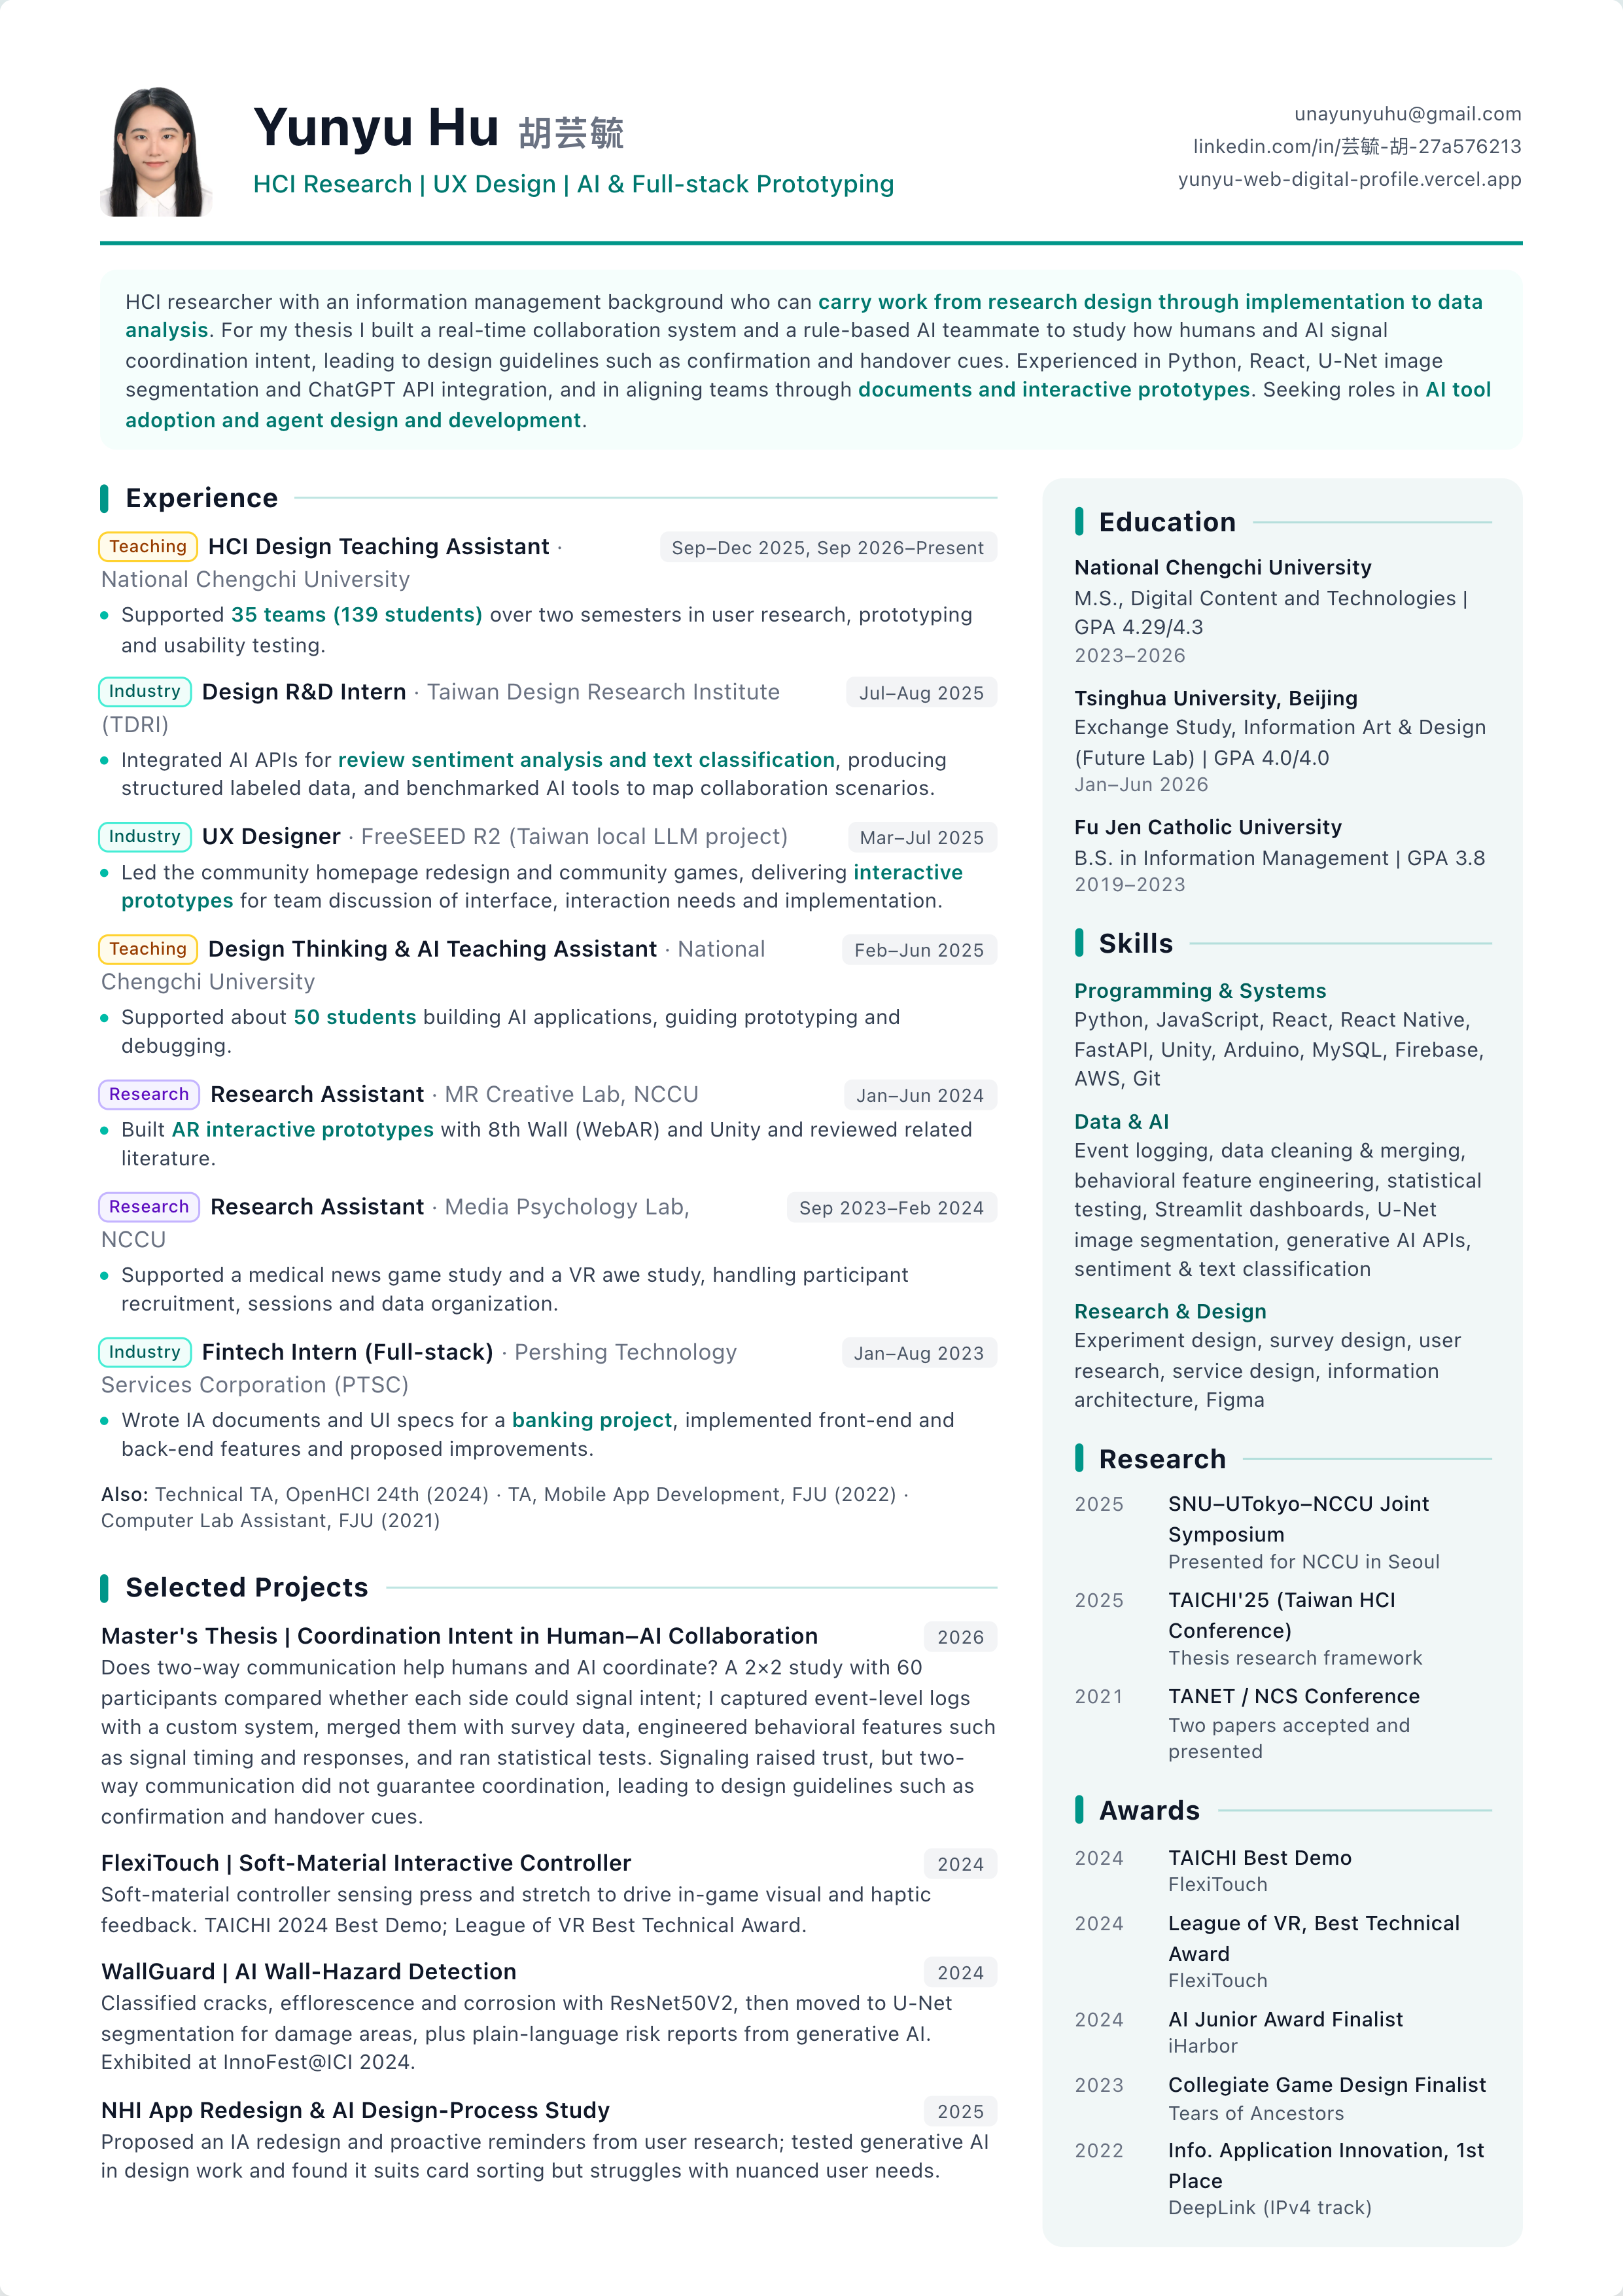 Yunyu Hu 胡芸毓
HCI Research | UX Design | AI & Full-stack Prototyping
unayunyuhu@gmail.com
linkedin.com/in/芸毓-胡-27a576213
yunyu-web-digital-profile.vercel.app
HCI researcher with an information management background who can carry work from research design through implementation to data
analysis. For my thesis I built a real-time collaboration system and a rule-based AI teammate to study how humans and AI signal
coordination intent, leading to design guidelines such as confirmation and handover cues. Experienced in Python, React, U-Net image
segmentation and ChatGPT API integration, and in aligning teams through documents and interactive prototypes. Seeking roles in AI tool
adoption and agent design and development.
Experience
Teaching HCI Design Teaching Assistant · Sep–Dec 2025, Sep 2026–Present
National Chengchi University
• Supported 35 teams (139 students) over two semesters in user research, prototyping
and usability testing.
Industry Design R&D Intern · Taiwan Design Research Institute Jul–Aug 2025
(TDRI)
• Integrated AI APIs for review sentiment analysis and text classification, producing
structured labeled data, and benchmarked AI tools to map collaboration scenarios.
Industry UX Designer · FreeSEED R2 (Taiwan local LLM project) Mar–Jul 2025
• Led the community homepage redesign and community games, delivering interactive
prototypes for team discussion of interface, interaction needs and implementation.
Teaching Design Thinking & AI Teaching Assistant · National Feb–Jun 2025
Chengchi University
• Supported about 50 students building AI applications, guiding prototyping and
debugging.
Research Research Assistant · MR Creative Lab, NCCU Jan–Jun 2024
• Built AR interactive prototypes with 8th Wall (WebAR) and Unity and reviewed related
literature.
Research Research Assistant · Media Psychology Lab, Sep 2023–Feb 2024
NCCU
• Supported a medical news game study and a VR awe study, handling participant
recruitment, sessions and data organization.
Industry Fintech Intern (Full-stack) · Pershing Technology Jan–Aug 2023
Services Corporation (PTSC)
• Wrote IA documents and UI specs for a banking project, implemented front-end and
back-end features and proposed improvements.
Also: Technical TA, OpenHCI 24th (2024) · TA, Mobile App Development, FJU (2022) ·
Computer Lab Assistant, FJU (2021)
Selected Projects
Master's Thesis | Coordination Intent in Human–AI Collaboration 2026
Does two-way communication help humans and AI coordinate? A 2×2 study with 60
participants compared whether each side could signal intent; I captured event-level logs
with a custom system, merged them with survey data, engineered behavioral features such
as signal timing and responses, and ran statistical tests. Signaling raised trust, but two-
way communication did not guarantee coordination, leading to design guidelines such as
confirmation and handover cues.
FlexiTouch | Soft-Material Interactive Controller 2024
Soft-material controller sensing press and stretch to drive in-game visual and haptic
feedback. TAICHI 2024 Best Demo; League of VR Best Technical Award.
WallGuard | AI Wall-Hazard Detection 2024
Classified cracks, efflorescence and corrosion with ResNet50V2, then moved to U-Net
segmentation for damage areas, plus plain-language risk reports from generative AI.
Exhibited at InnoFest@ICI 2024.
NHI App Redesign & AI Design-Process Study 2025
Proposed an IA redesign and proactive reminders from user research; tested generative AI
in design work and found it suits card sorting but struggles with nuanced user needs.
Education
National Chengchi University
M.S., Digital Content and Technologies |
GPA 4.29/4.3
2023–2026
Tsinghua University, Beijing
Exchange Study, Information Art & Design
(Future Lab) | GPA 4.0/4.0
Jan–Jun 2026
Fu Jen Catholic University
B.S. in Information Management | GPA 3.8
2019–2023
Skills
Programming & Systems
Python, JavaScript, React, React Native,
FastAPI, Unity, Arduino, MySQL, Firebase,
AWS, Git
Data & AI
Event logging, data cleaning & merging,
behavioral feature engineering, statistical
testing, Streamlit dashboards, U-Net
image segmentation, generative AI APIs,
sentiment & text classification
Research & Design
Experiment design, survey design, user
research, service design, information
architecture, Figma
Research
2025 SNU–UTokyo–NCCU Joint
Symposium
Presented for NCCU in Seoul
2025 TAICHI'25 (Taiwan HCI
Conference)
Thesis research framework
2021 TANET / NCS Conference
Two papers accepted and
presented
Awards
2024 TAICHI Best Demo
FlexiTouch
2024 League of VR, Best Technical
Award
FlexiTouch
2024 AI Junior Award Finalist
iHarbor
2023 Collegiate Game Design Finalist
Tears of Ancestors
2022 Info. Application Innovation, 1st
Place
DeepLink (IPv4 track)